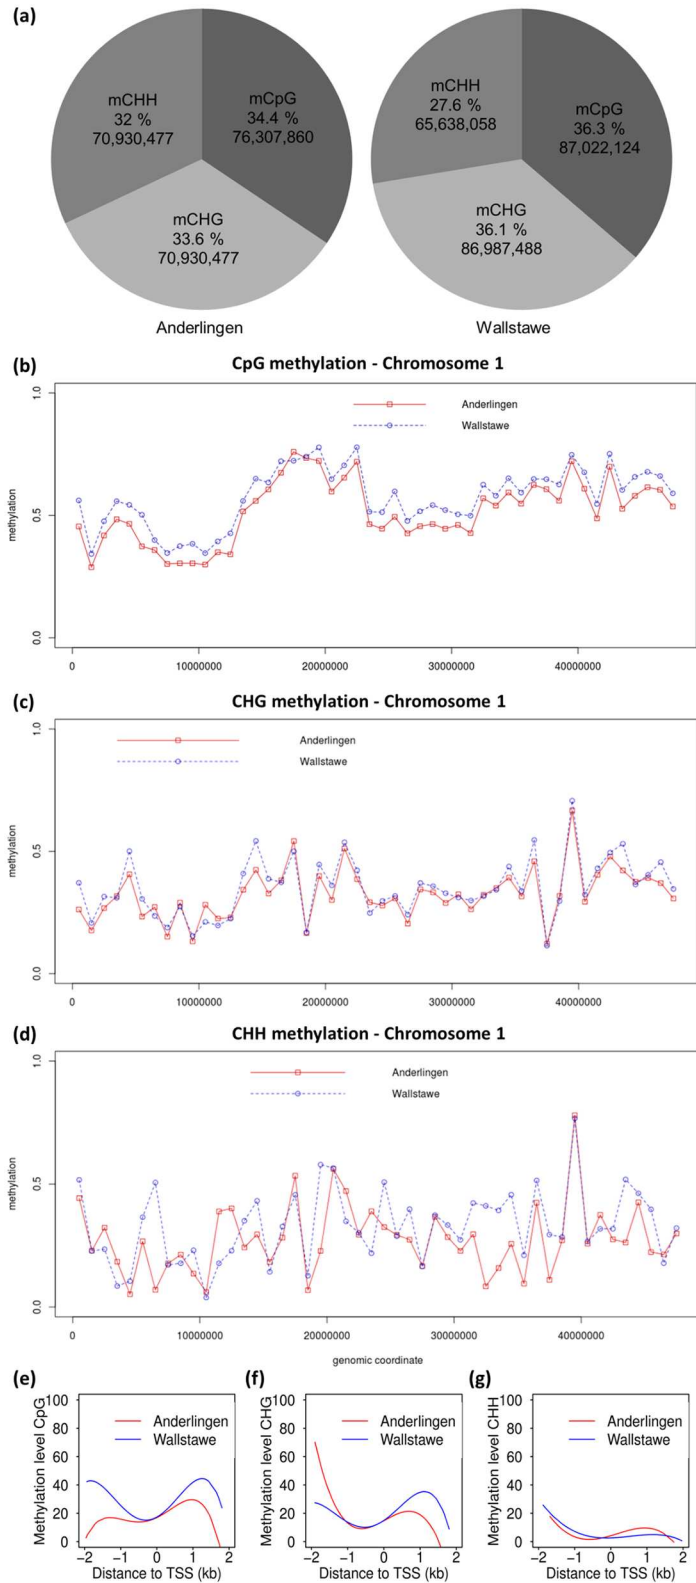 (a)
mCHH
32 %
70,930,477
mCpG
34.4 %
76,307,860
mCHG
33.6 %
70,930,477
Anderlingen
mCHH
27.6 %
65,638,058
mCpG
36.3 %
87,022,124
mCHG
36.1 %
86,987,488
Wallstawe
(b)
CpG methylation - Chromosome 1
Anderlingen
Wallstawe
methylation
1.0
0.5
0.0
0 10000000 20000000 30000000 40000000
(c)
CHG methylation - Chromosome 1
Anderlingen
Wallstawe
methylation
1.0
0.5
0.0
0 10000000 20000000 30000000 40000000
(d)
CHH methylation - Chromosome 1
Anderlingen
Wallstawe
methylation
1.0
0.5
0.0
0 10000000 20000000 30000000 40000000
genomic coordinate
(e)
Methylation level CpG
100
80
60
40
20
0
Anderlingen
Wallstawe
−2 −1 0 1 2
Distance to TSS (kb)
(f)
Methylation level CHG
100
80
60
40
20
0
Anderlingen
Wallstawe
−2 −1 0 1 2
Distance to TSS (kb)
(g)
Methylation level CHH
100
80
60
40
20
0
Anderlingen
Wallstawe
−2 −1 0 1 2
Distance to TSS (kb)